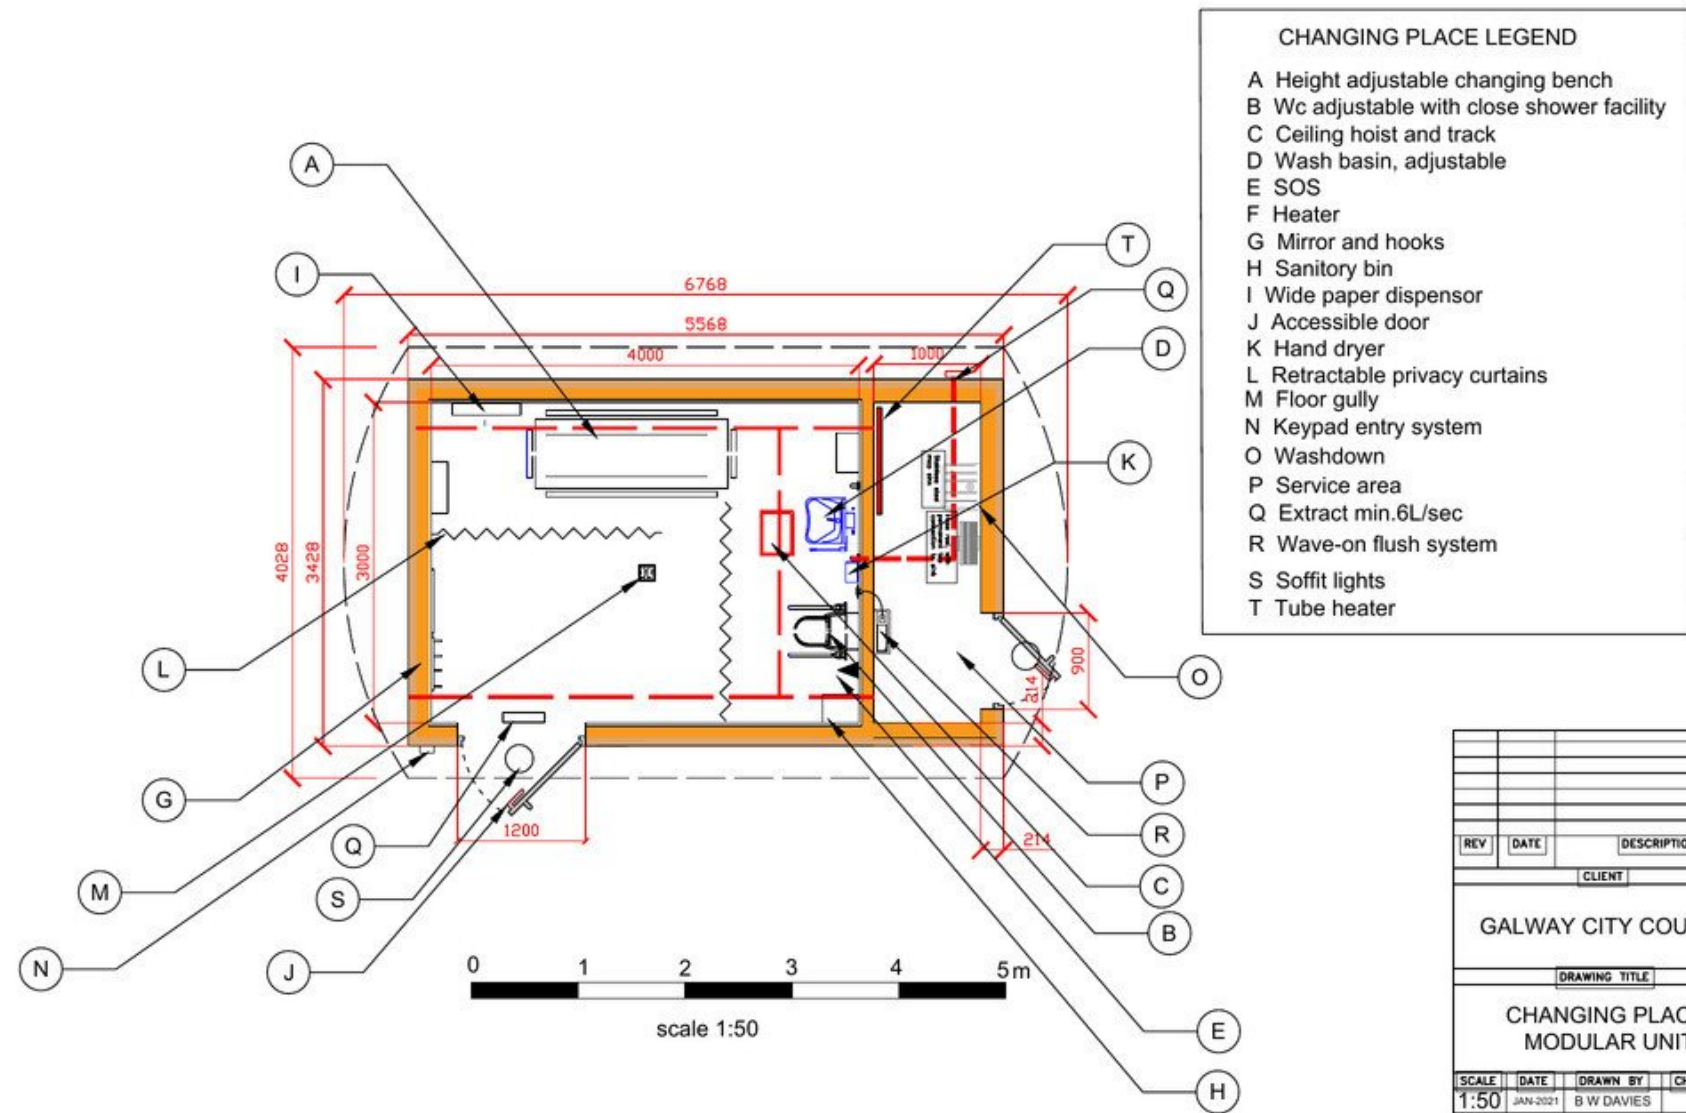 CHANGING PLACE LEGEND
A Height adjustable changing bench
B Wc adjustable with close shower facility
C Ceiling hoist and track
D Wash basin, adjustable
E SOS
F Heater
G Mirror and hooks
H Sanitory bin
I Wide paper dispensor
J Accessible door
K Hand dryer
L Retractable privacy curtains
M Floor gully
N Keypad entry system
O Washdown
P Service area
Q Extract min.6L/sec
R Wave-on flush system
S Soffit lights
T Tube heater
A
I
T
Q
D
K
O
L
G
M
N
Q
S
J
P
R
C
B
E
H
6768
5568
4000
1000
4028
3428
3000
900
214
1200
214
0 1 2 3 4 5m
scale 1:50
REV DATE DESCRIPTIO
CLIENT
GALWAY CITY COU
DRAWING TITLE
CHANGING PLAC
MODULAR UNIT
SCALE DATE DRAWN BY CH
1:50 JAN-2021 B W DAVIES